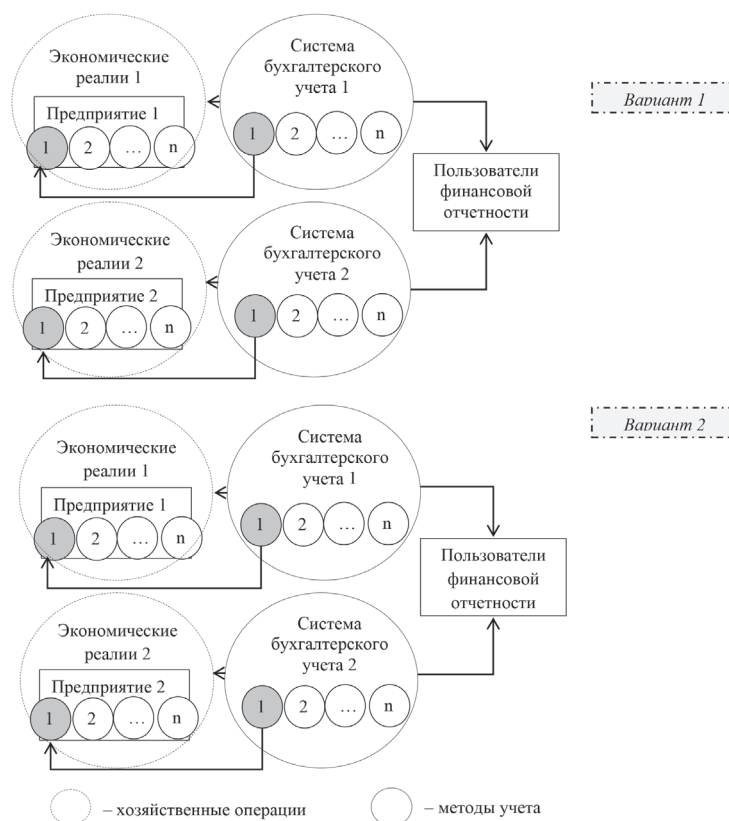 Экономические
реалии 1
Предприятие 1
1 2 … n
Система
бухгалтерского
учета 1
1 2 … n
Вариант 1
Пользователи
финансовой
отчетности
Экономические
реалии 2
Предприятие 2
1 2 … n
Система
бухгалтерского
учета 2
1 2 … n
Вариант 2
Экономические
реалии 1
Предприятие 1
1 2 … n
Система
бухгалтерского
учета 1
1 2 … n
Пользователи
финансовой
отчетности
Экономические
реалии 2
Предприятие 2
1 2 … n
Система
бухгалтерского
учета 2
1 2 … n
– хозяйственные операции
– методы учета